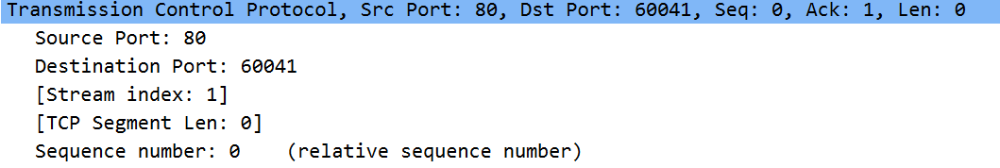 Transmission Control Protocol, Src Port: 80, Dst Port: 60041, Seq: 0, Ack: 1, Len: 0
Source Port: 80
Destination Port: 60041
[Stream index: 1]
[TCP Segment Len: 0]
Sequence number: 0    (relative sequence number)